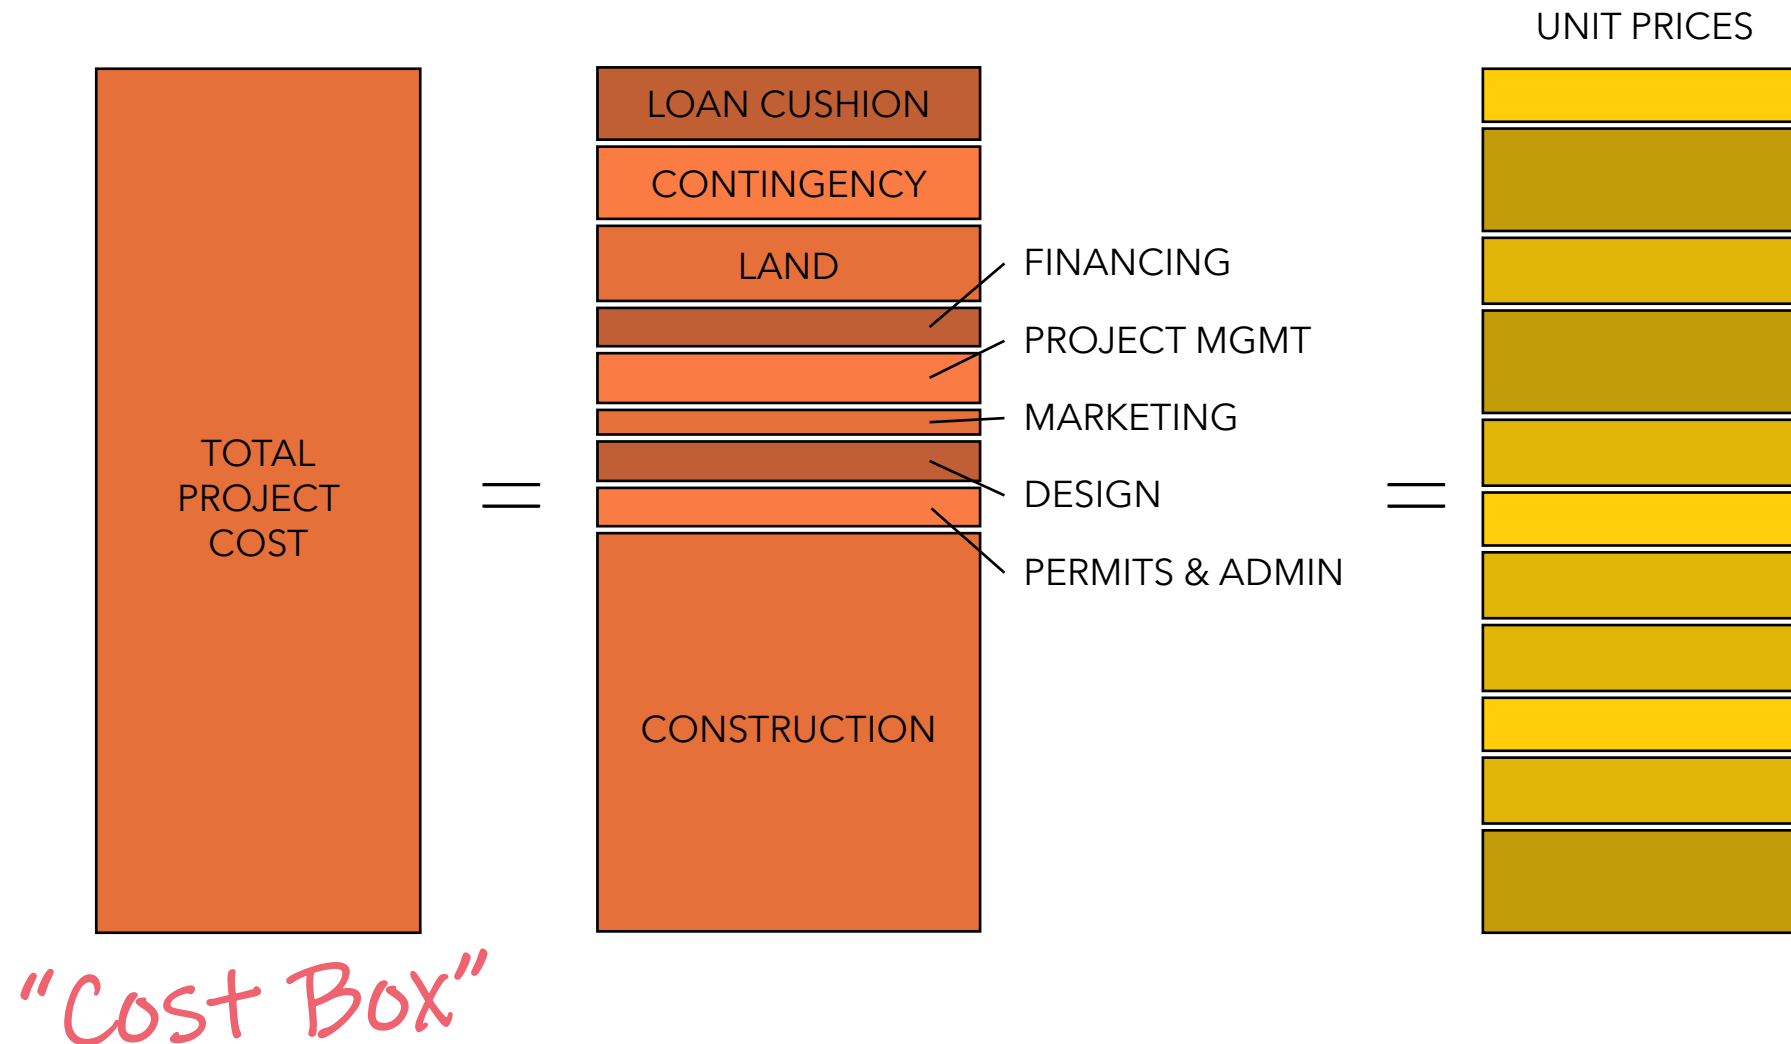 UNIT PRICES
TOTAL
PROJECT
COST
=
LOAN CUSHION
CONTINGENCY
LAND
FINANCING
PROJECT MGMT
MARKETING
DESIGN
PERMITS & ADMIN
CONSTRUCTION
=
"Cost Box"